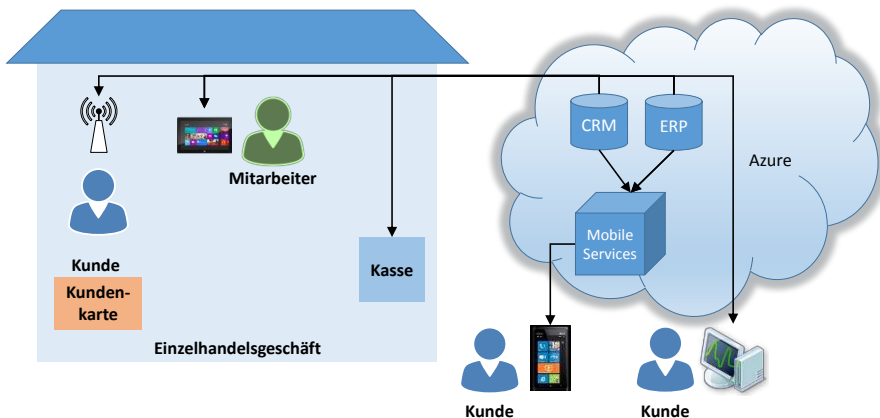 CRM
ERP
Azure
Mitarbeiter
Mobile
Services
Kunde
Kasse
Kunden-
karte
Einzelhandelsgeschäft
Kunde
Kunde